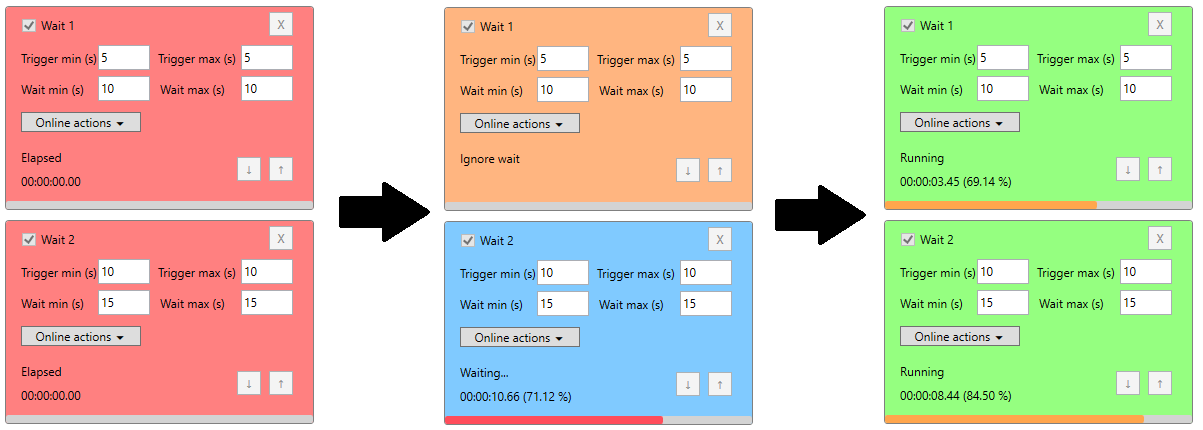 Wait 1 X
Trigger min (s) 5 Trigger max (s) 5
Wait min (s) 10 Wait max (s) 10
Online actions
Elapsed
↓ ↑
00:00:00.00
Wait 2 X
Trigger min (s) 10 Trigger max (s) 10
Wait min (s) 15 Wait max (s) 15
Online actions
Elapsed
↓ ↑
00:00:00.00
Wait 1 X
Trigger min (s) 5 Trigger max (s) 5
Wait min (s) 10 Wait max (s) 10
Online actions
Ignore wait
↓ ↑
Wait 2 X
Trigger min (s) 10 Trigger max (s) 10
Wait min (s) 15 Wait max (s) 15
Online actions
Waiting...
↓ ↑
00:00:10.66 (71.12 %)
Wait 1 X
Trigger min (s) 5 Trigger max (s) 5
Wait min (s) 10 Wait max (s) 10
Online actions
Running
↓ ↑
00:00:03.45 (69.14 %)
Wait 2 X
Trigger min (s) 10 Trigger max (s) 10
Wait min (s) 15 Wait max (s) 15
Online actions
Running
↓ ↑
00:00:08.44 (84.50 %)